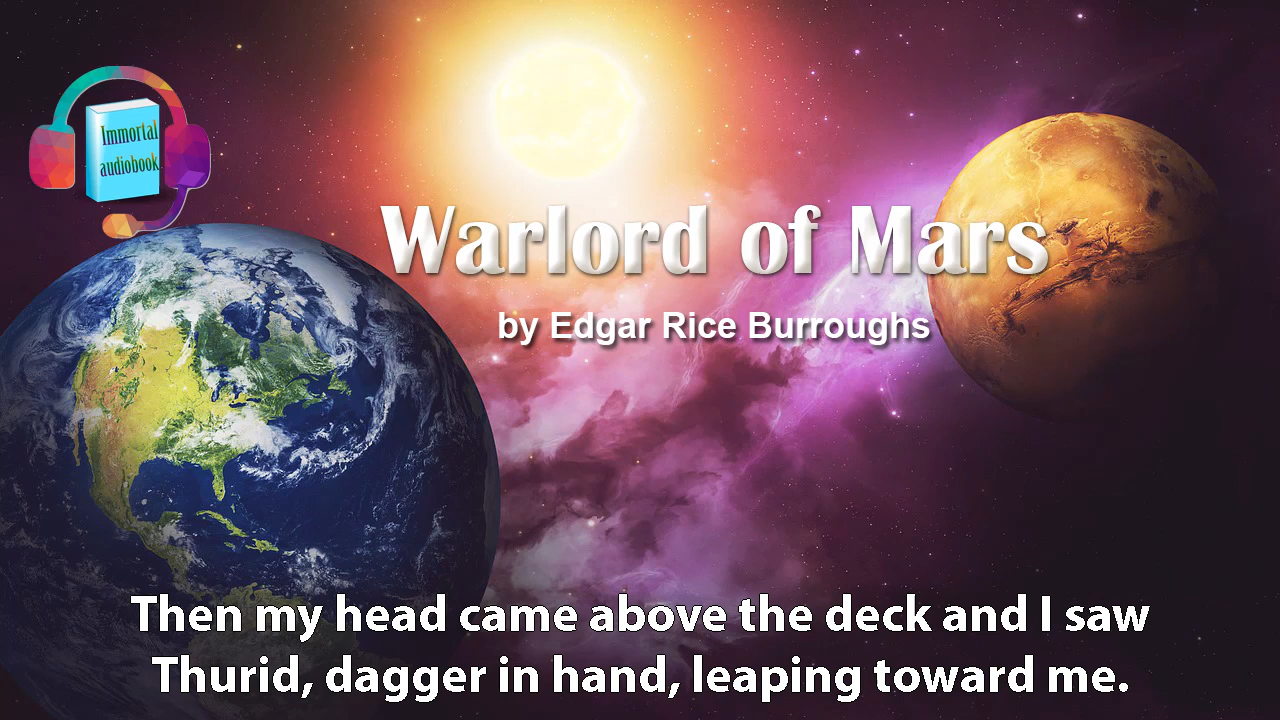 Immortal
audiobook
Warlord of Mars
by Edgar Rice Burroughs
Then my head came above the deck and I saw
Thurid, dagger in hand, leaping toward me.